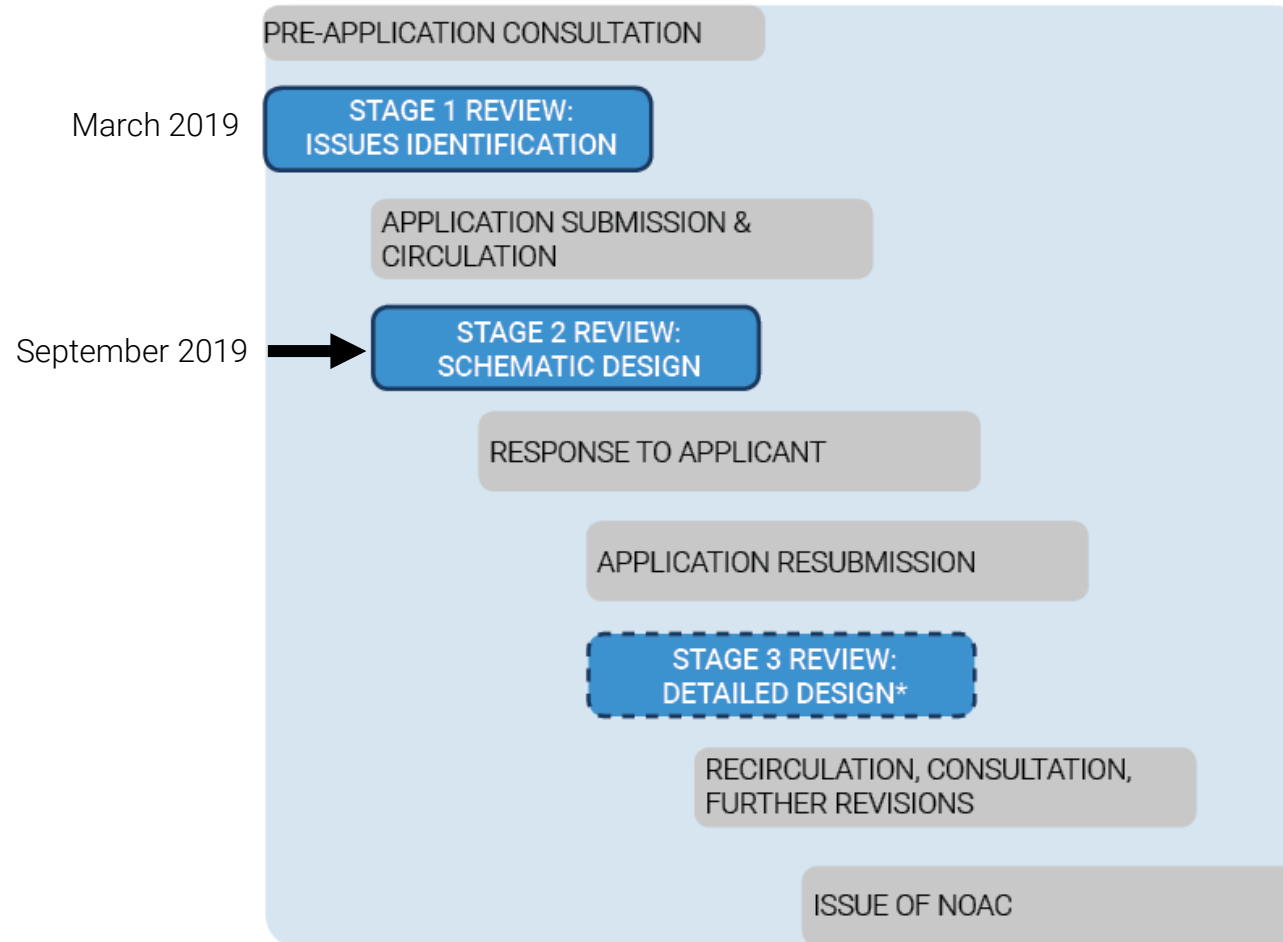 PRE-APPLICATION CONSULTATION
March 2019
STAGE 1 REVIEW:
ISSUES IDENTIFICATION
APPLICATION SUBMISSION &
CIRCULATION
September 2019
STAGE 2 REVIEW:
SCHEMATIC DESIGN
RESPONSE TO APPLICANT
APPLICATION RESUBMISSION
STAGE 3 REVIEW:
DETAILED DESIGN*
RECIRCULATION, CONSULTATION,
FURTHER REVISIONS
ISSUE OF NOAC